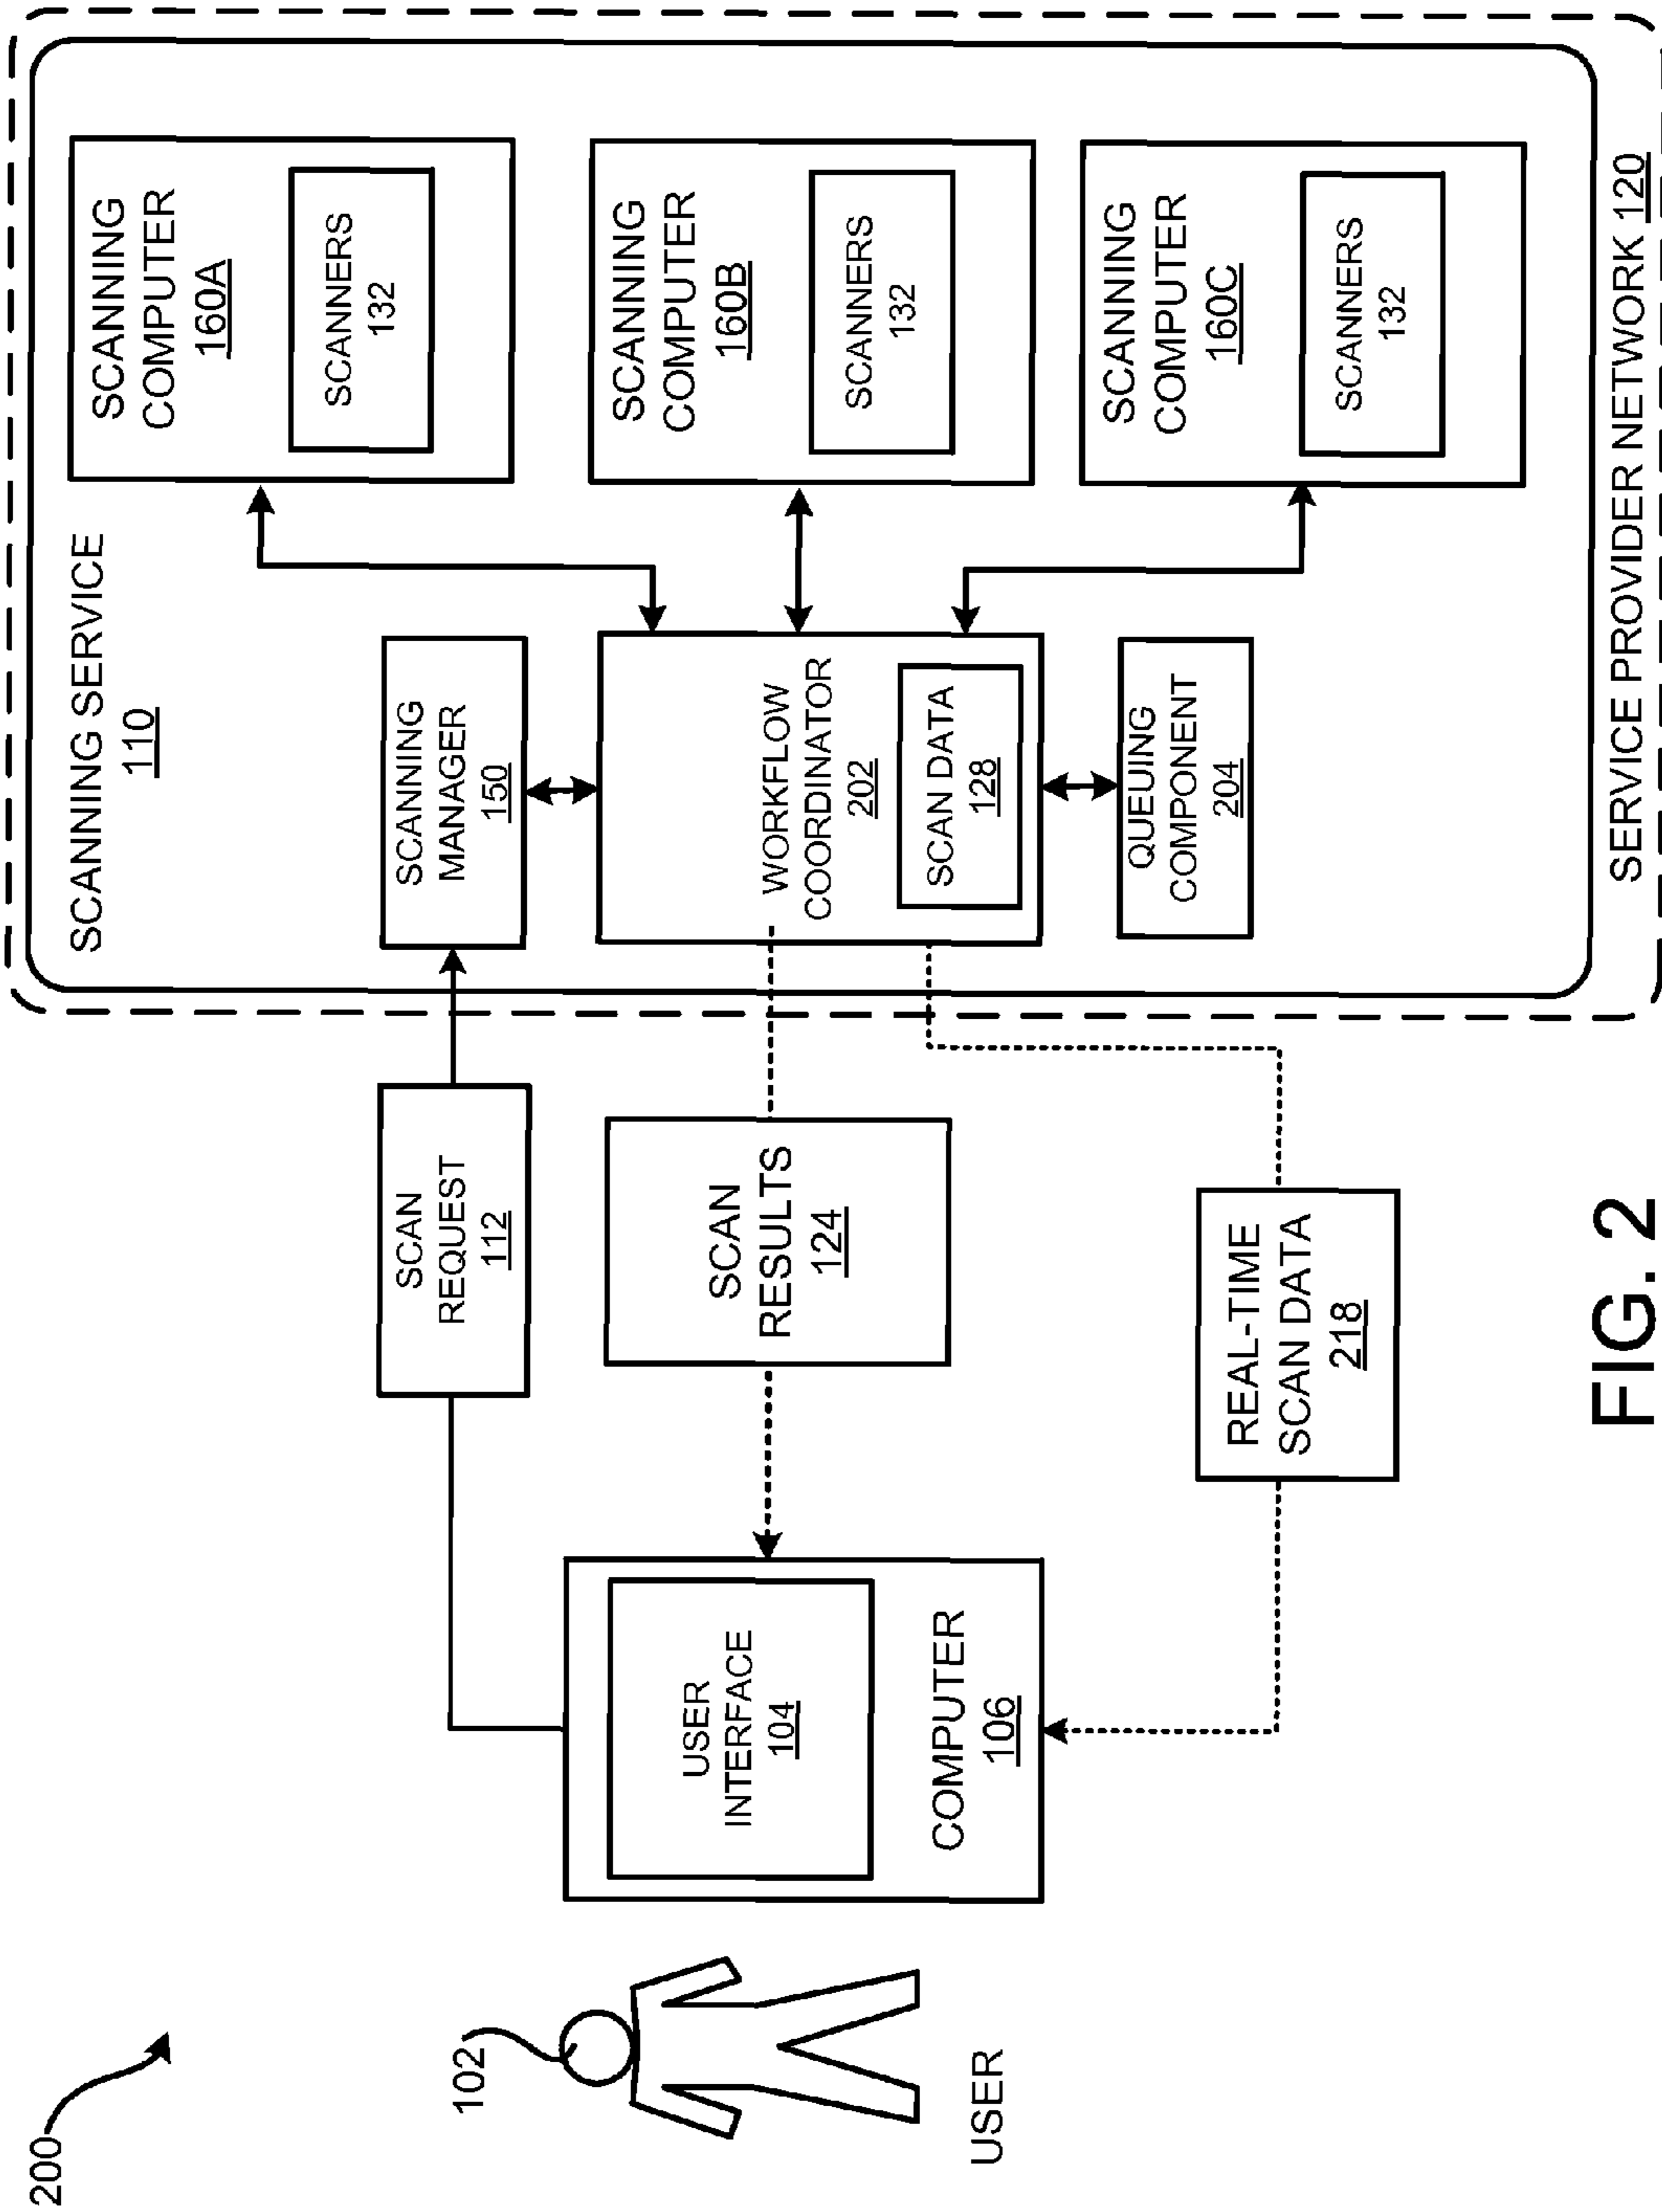 200
102
USER
USER
INTERFACE
104
COMPUTER
106
SCAN
REQUEST
112
SCAN
RESULTS
124
REAL-TIME
SCAN DATA
218
SCANNING SERVICE
110
SCANNING
MANAGER
150
WORKFLOW
COORDINATOR
202
SCAN DATA
128
QUEUING
COMPONENT
204
SCANNING
COMPUTER
160A
SCANNERS
132
SCANNING
COMPUTER
160B
SCANNERS
132
SCANNING
COMPUTER
160C
SCANNERS
132
SERVICE PROVIDER NETWORK 120
FIG. 2